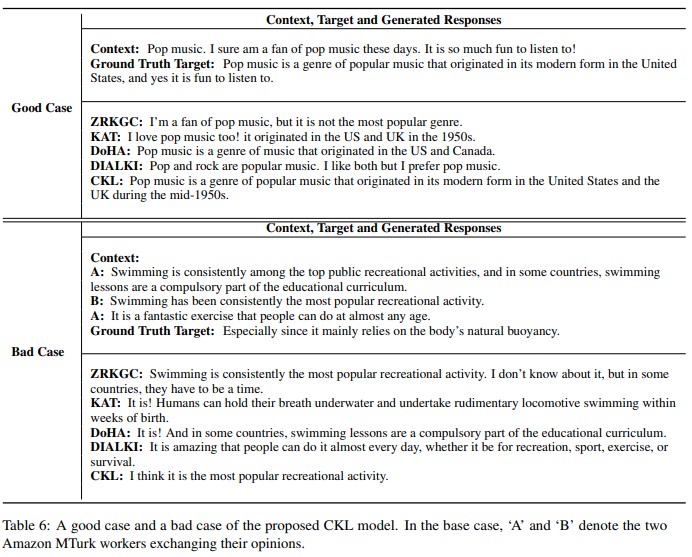 Context, Target and Generated Responses
Good Case
Context: Pop music. I sure am a fan of pop music these days. It is so much fun to listen to!
Ground Truth Target: Pop music is a genre of popular music that originated in its modern form in the United
States, and yes it is fun to listen to.
ZRKGC: I'm a fan of pop music, but it is not the most popular genre.
KAT: I love pop music too! it originated in the US and UK in the 1950s.
DoHA: Pop music is a genre of music that originated in the US and Canada.
DIALKI: Pop and rock are popular music. I like both but I prefer pop music.
CKL: Pop music is a genre of popular music that originated in its modern form in the United States and the
UK during the mid-1950s.
Context, Target and Generated Responses
Bad Case
Context:
A: Swimming is consistently among the top public recreational activities, and in some countries, swimming
lessons are a compulsory part of the educational curriculum.
B: Swimming has been consistently the most popular recreational activity.
A: It is a fantastic exercise that people can do at almost any age.
Ground Truth Target: Especially since it mainly relies on the body's natural buoyancy.
ZRKGC: Swimming is consistently the most popular recreational activity. I don't know about it, but in some
countries, they have to be a time.
KAT: It is! Humans can hold their breath underwater and undertake rudimentary locomotive swimming within
weeks of birth.
DoHA: It is! And in some countries, swimming lessons are a compulsory part of the educational curriculum.
DIALKI: It is amazing that people can do it almost every day, whether it be for recreation, sport, exercise, or
survival.
CKL: I think it is the most popular recreational activity.
Table 6: A good case and a bad case of the proposed CKL model. In the base case, 'A' and 'B' denote the two
Amazon MTurk workers exchanging their opinions.